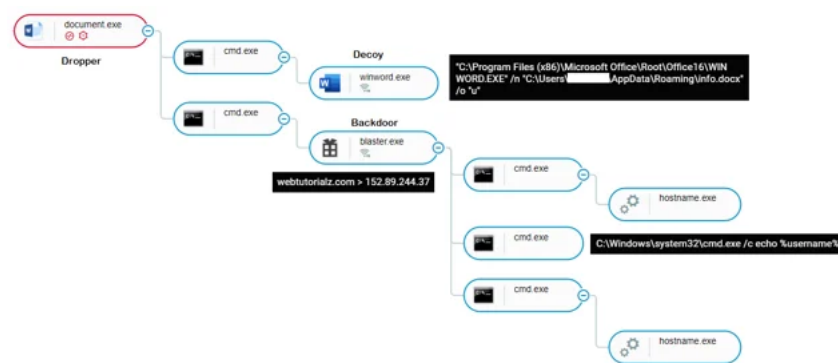 document.exe
Dropper
cmd.exe
Decoy
winword.exe
"C:\Program Files (x86)\Microsoft Office\Root\Office16\WIN
WORD.EXE" /n "C:\Users\ \AppData\Roaming\info.docx"
/o "u"
cmd.exe
Backdoor
blaster.exe
webtutorialz.com > 152.89.244.37
cmd.exe
hostname.exe
cmd.exe
C:\Windows\system32\cmd.exe /c echo %username%
cmd.exe
hostname.exe